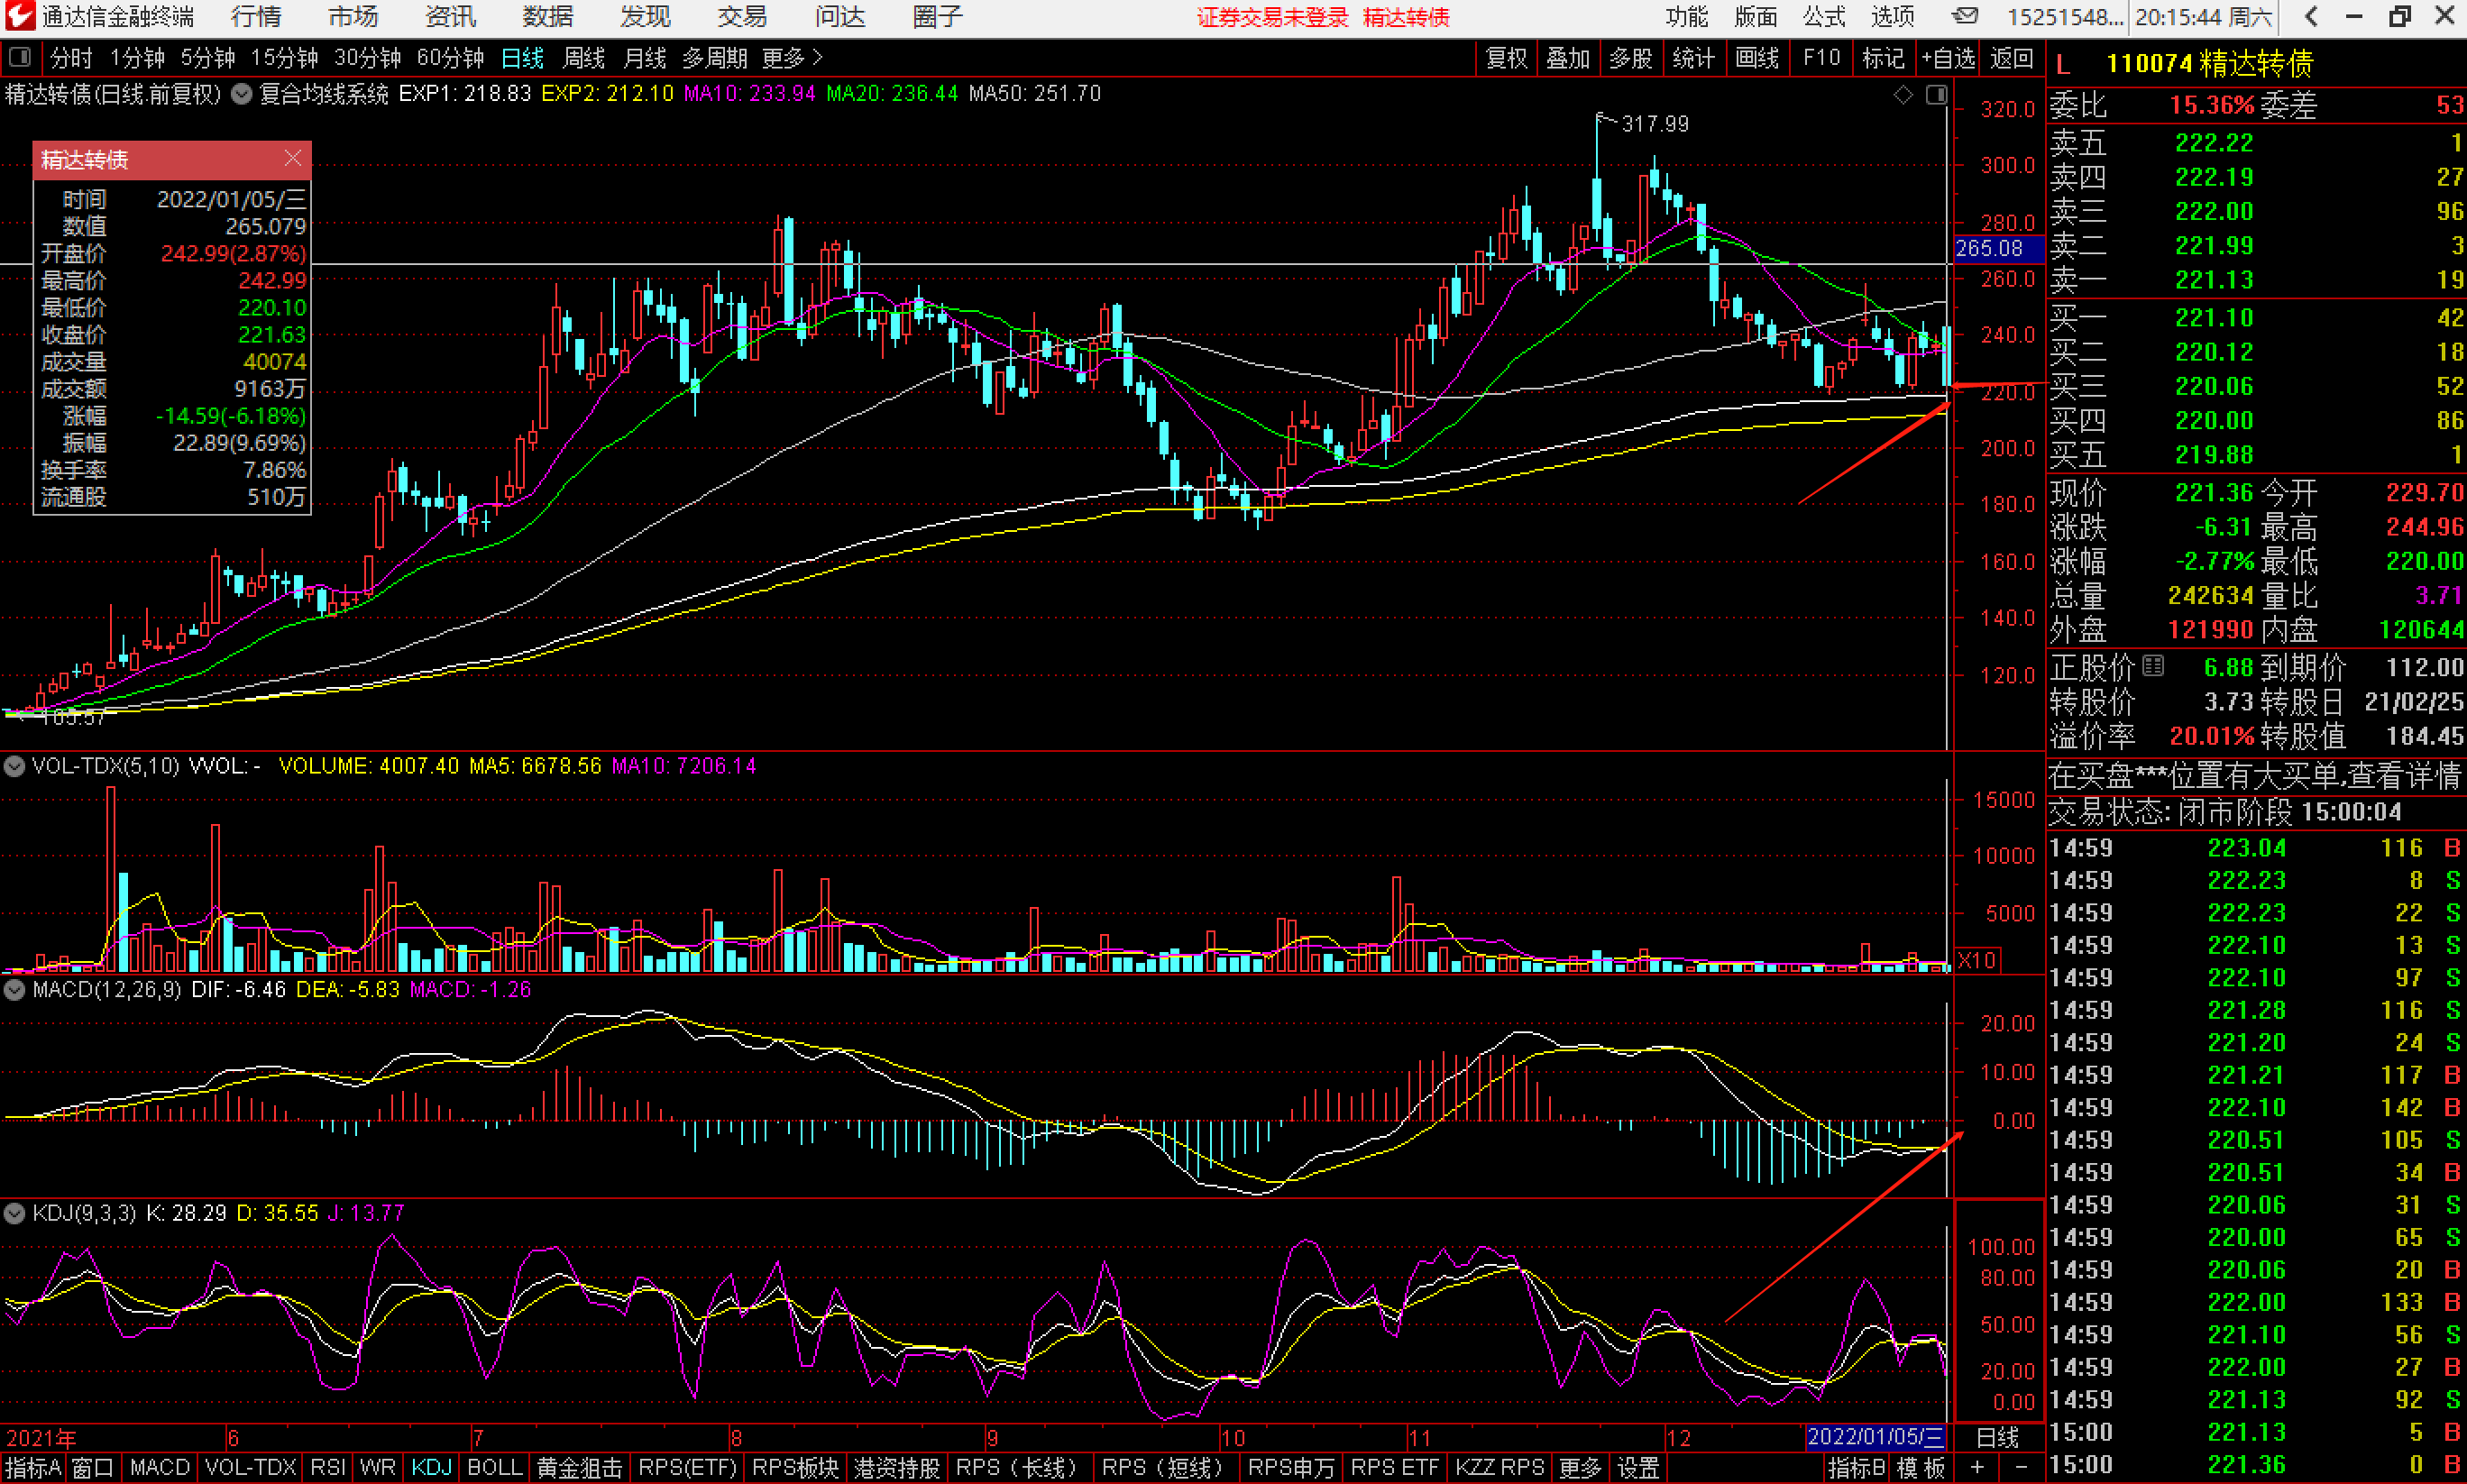 通达信金融终端 行情 市场 资讯 数据 发现 交易 问达 圈子 证券交易未登录 精达转债 功能 版面 公式 选项 15251548... 20:15:44 周六
分时 1分钟 5分钟 15分钟 30分钟 60分钟 日线 周线 月线 多周期 更多 > 复权 叠加 多股 统计 画线 F10 标记 +自选 返回
精达转债(日线.前复权) 复合均线系统 EXP1: 218.83 EXP2: 212.10 MA10: 233.94 MA20: 236.44 MA50: 251.70
317.99
精达转债
时间 2022/01/05/三
数值 265.079
开盘价 242.99(2.87%)
最高价 242.99
最低价 220.10
收盘价 221.63
成交量 40074
成交额 9163万
涨幅 -14.59(-6.18%)
振幅 22.89(9.69%)
换手率 7.86%
流通股 510万
320.0
300.0
280.0
265.08
260.0
240.0
220.0
200.0
180.0
160.0
140.0
120.0
VOL-TDX(5,10) VVOL: - VOLUME: 4007.40 MA5: 6678.56 MA10: 7206.14
15000
10000
5000
X10
MACD(12,26,9) DIF: -6.46 DEA: -5.83 MACD: -1.26
20.00
10.00
0.00
KDJ(9,3,3) K: 28.29 D: 35.55 J: 13.77
100.00
80.00
50.00
20.00
0.00
2021年 6 7 8 9 10 11 12 2022/01/05/三 日线
指标A 窗口 MACD VOL-TDX RSI WR KDJ BOLL 黄金狙击 RPS(ETF) RPS板块 港资持股 RPS（长线） RPS（短线） RPS申万 RPS ETF KZZ RPS 更多 设置 指标B 模板 + −
L 110074 精达转债
委比 15.36% 委差 53
卖五 222.22 1
卖四 222.19 27
卖三 222.00 96
卖二 221.99 3
卖一 221.13 19
买一 221.10 42
买二 220.12 18
买三 220.06 52
买四 220.00 86
买五 219.88 1
现价 221.36 今开 229.70
涨跌 -6.31 最高 244.96
涨幅 -2.77% 最低 220.00
总量 242634 量比 3.71
外盘 121990 内盘 120644
正股价 6.88 到期价 112.00
转股价 3.73 转股日 21/02/25
溢价率 20.01% 转股值 184.45
在买盘***位置有大买单,查看详情
交易状态: 闭市阶段 15:00:04
14:59 223.04 116 B
14:59 222.23 8 S
14:59 222.23 22 S
14:59 222.10 13 S
14:59 222.10 97 S
14:59 221.28 116 S
14:59 221.20 24 S
14:59 221.21 117 B
14:59 222.10 142 B
14:59 220.51 105 S
14:59 220.51 34 B
14:59 220.06 31 S
14:59 220.00 65 S
14:59 220.06 20 B
14:59 222.00 133 B
14:59 221.10 56 S
14:59 222.00 27 B
14:59 221.13 92 S
15:00 221.13 5 B
15:00 221.36 0 B